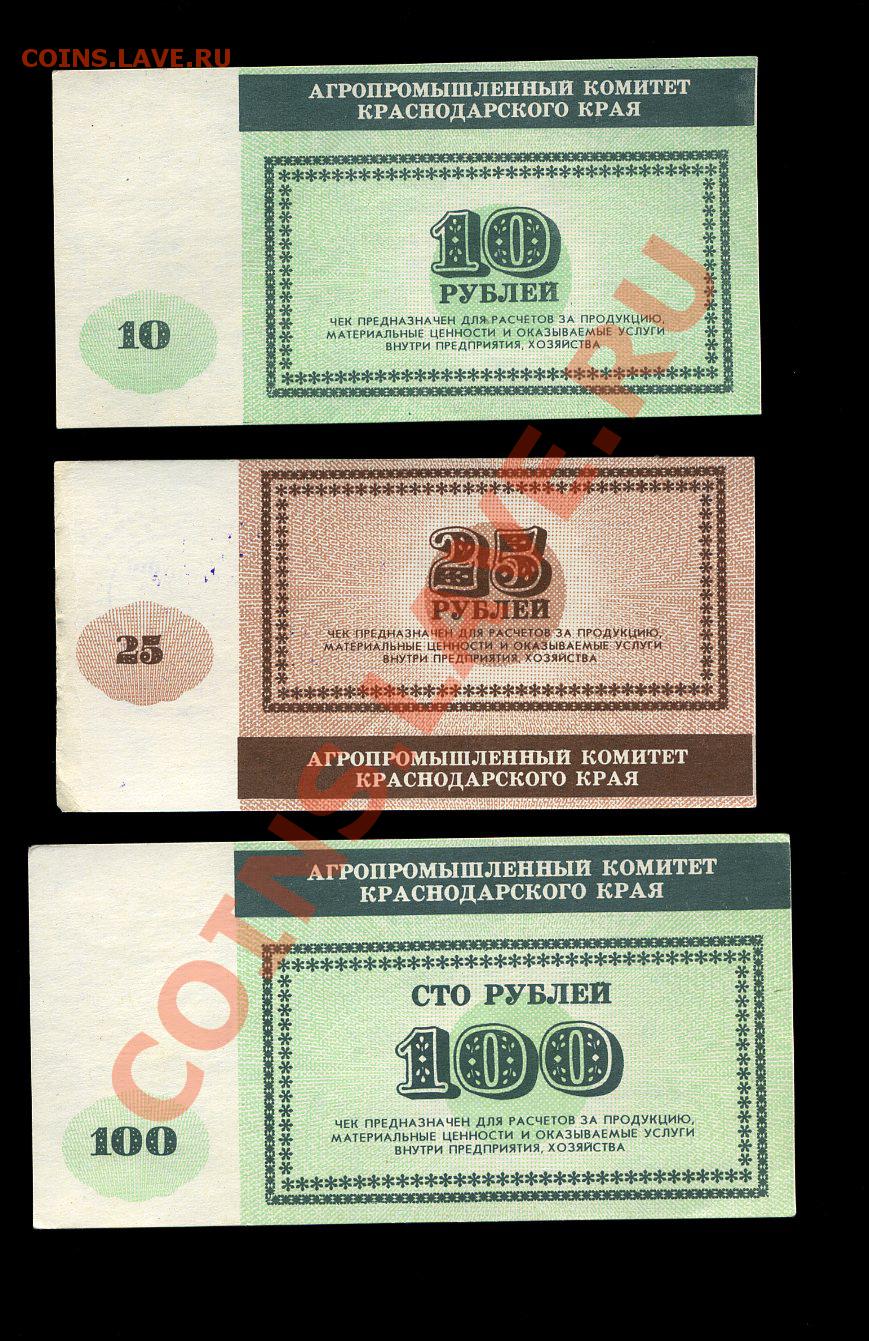 COINS.LAVE.RU
АГРОПРОМЫШЛЕННЫЙ КОМИТЕТ
КРАСНОДАРСКОГО КРАЯ
10
РУБЛЕЙ
ЧЕК ПРЕДНАЗНАЧЕН ДЛЯ РАСЧЕТОВ ЗА ПРОДУКЦИЮ,
МАТЕРИАЛЬНЫЕ ЦЕННОСТИ И ОКАЗЫВАЕМЫЕ УСЛУГИ
ВНУТРИ ПРЕДПРИЯТИЯ, ХОЗЯЙСТВА
10
25
РУБЛЕЙ
ЧЕК ПРЕДНАЗНАЧЕН ДЛЯ РАСЧЕТОВ ЗА ПРОДУКЦИЮ,
МАТЕРИАЛЬНЫЕ ЦЕННОСТИ И ОКАЗЫВАЕМЫЕ УСЛУГИ
ВНУТРИ ПРЕДПРИЯТИЯ, ХОЗЯЙСТВА
25
АГРОПРОМЫШЛЕННЫЙ КОМИТЕТ
КРАСНОДАРСКОГО КРАЯ
АГРОПРОМЫШЛЕННЫЙ КОМИТЕТ
КРАСНОДАРСКОГО КРАЯ
СТО РУБЛЕЙ
100
ЧЕК ПРЕДНАЗНАЧЕН ДЛЯ РАСЧЕТОВ ЗА ПРОДУКЦИЮ,
МАТЕРИАЛЬНЫЕ ЦЕННОСТИ И ОКАЗЫВАЕМЫЕ УСЛУГИ
ВНУТРИ ПРЕДПРИЯТИЯ, ХОЗЯЙСТВА
100
COINS.LAVE.RU